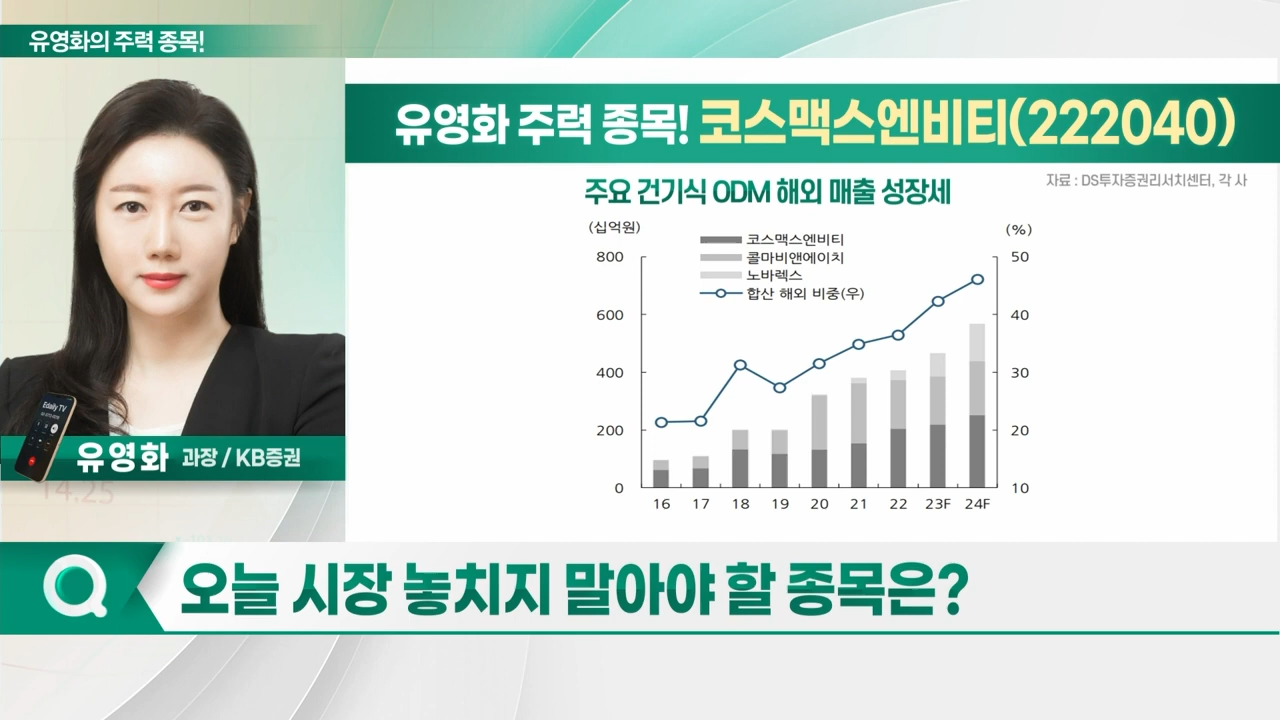 유영화의 주력 종목!
유영화 주력 종목! 코스맥스엔비티(222040)
자료 : DS투자증권리서치센터, 각 사
주요 건기식 ODM 해외 매출 성장세
(십억원)
(%)
코스맥스엔비티
콜마비앤에이치
노바렉스
합산 해외 비중(우)
800
600
400
200
0
50
40
30
20
10
16 17 18 19 20 21 22 23F 24F
Edaily TV
유영화 과장 / KB증권
14.25
오늘 시장 놓치지 말아야 할 종목은?